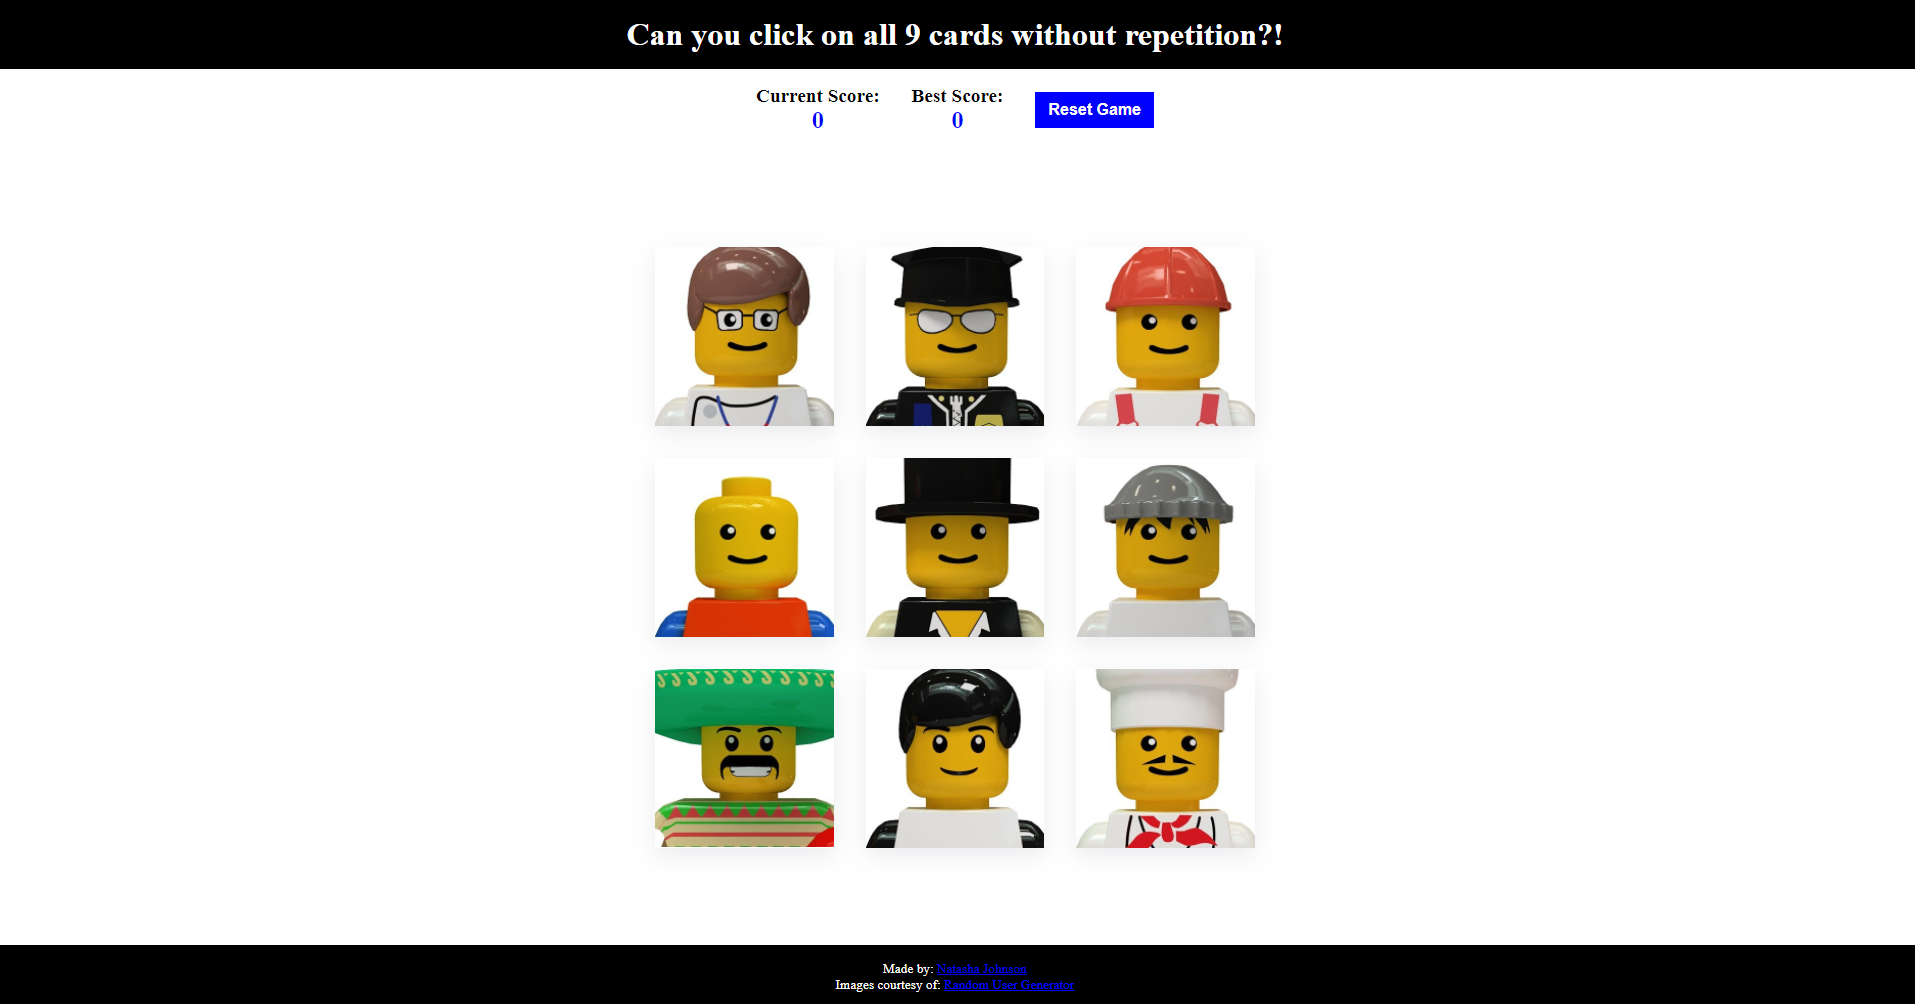 Can you click on all 9 cards without repetition?!
Current Score:
0
Best Score:
0
Reset Game
Made by: Natasha Johnson
Images courtesy of: Random User Generator